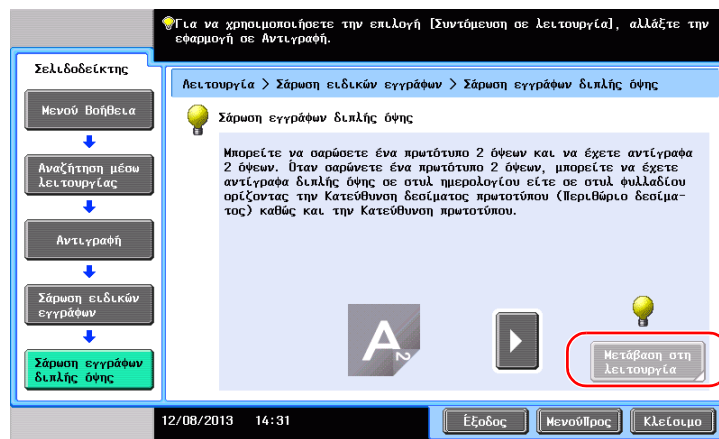 Για να χρησιμοποιήσετε την επιλογή [Συντόμευση σε λειτουργία], αλλάξτε την
εφαρμογή σε Αντιγραφή.
Σελιδοδείκτης
Μενού Βοήθεια
Αναζήτηση μέσω
λειτουργίας
Αντιγραφή
Σάρωση ειδικών
εγγράφων
Σάρωση εγγράφων
διπλής όψης
Λειτουργία > Σάρωση ειδικών εγγράφων > Σάρωση εγγράφων διπλής όψης
Σάρωση εγγράφων διπλής όψης
Μπορείτε να σαρώσετε ένα πρωτότυπο 2 όψεων και να έχετε αντίγραφα
2 όψεων. Όταν σαρώνετε ένα πρωτότυπο 2 όψεων, μπορείτε να έχετε
αντίγραφα διπλής όψης σε στυλ ημερολογίου είτε σε στυλ φυλλαδίου
ορίζοντας την Κατεύθυνση δεσίματος πρωτοτύπου (Περιθώριο δεσίμα-
τος) καθώς και την Κατεύθυνση πρωτοτύπου.
A
2
Μετάβαση στη
λειτουργία
12/08/2013 14:31
Έξοδος
ΜενούΠρος
Κλείσιμο